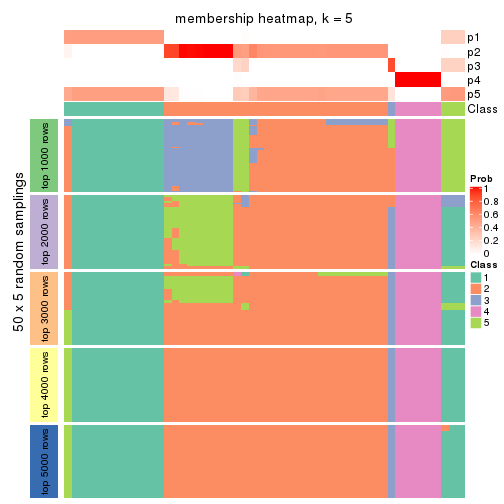 membership heatmap, k = 5
p1
p2
p3
p4
p5
Class
50 x 5 random samplings
top 1000 rows
top 2000 rows
top 3000 rows
top 4000 rows
top 5000 rows
Prob
1
0.8
0.6
0.4
0.2
0
Class
1
2
3
4
5